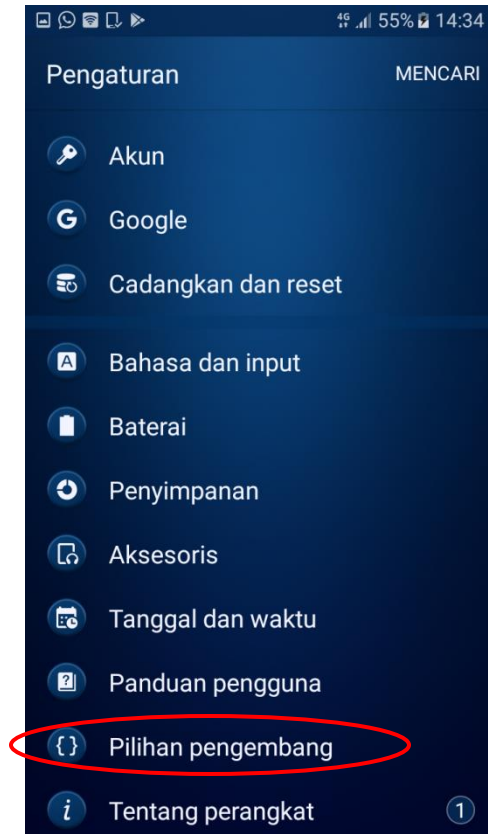 4G 55% 14:34
Pengaturan MENCARI
Akun
G Google
Cadangkan dan reset
A Bahasa dan input
Baterai
Penyimpanan
Aksesoris
Tanggal dan waktu
? Panduan pengguna
{} Pilihan pengembang
i Tentang perangkat 1